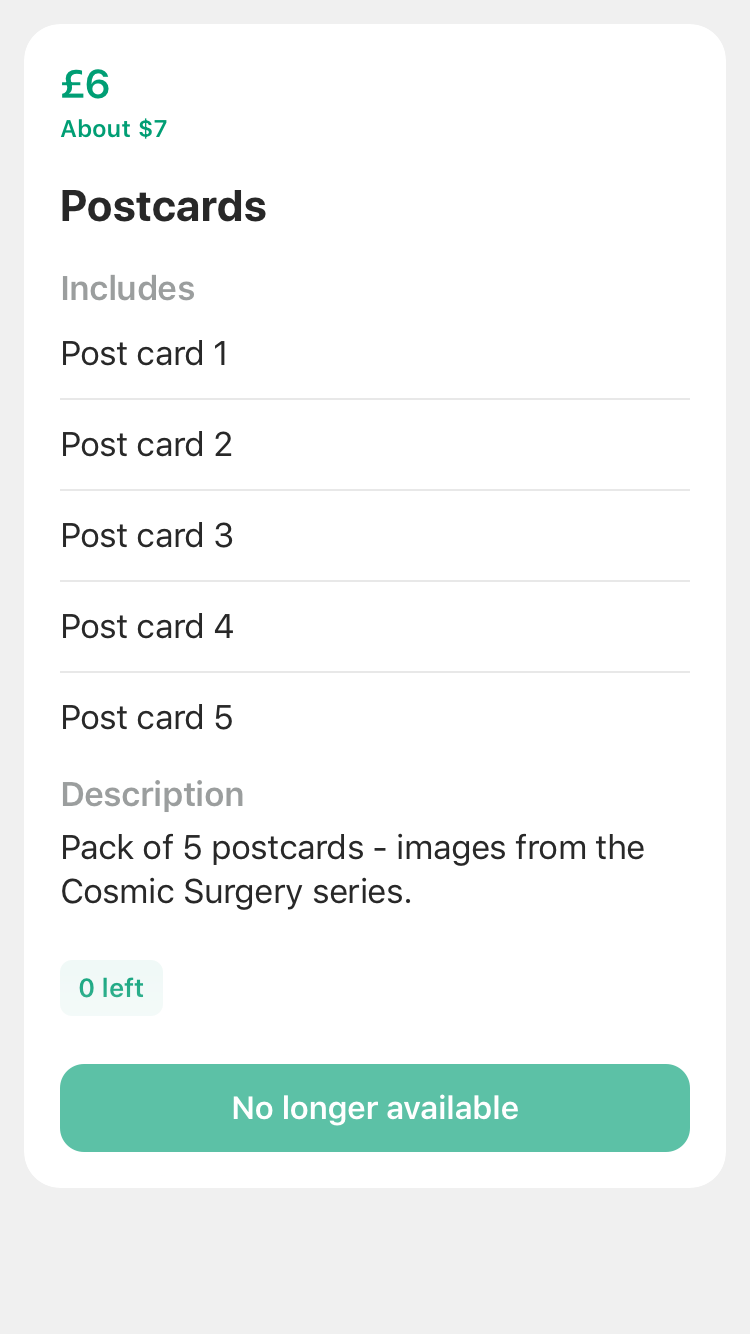 £6
About $7
Postcards
Includes
Post card 1
Post card 2
Post card 3
Post card 4
Post card 5
Description
Pack of 5 postcards - images from the
Cosmic Surgery series.
0 left
No longer available